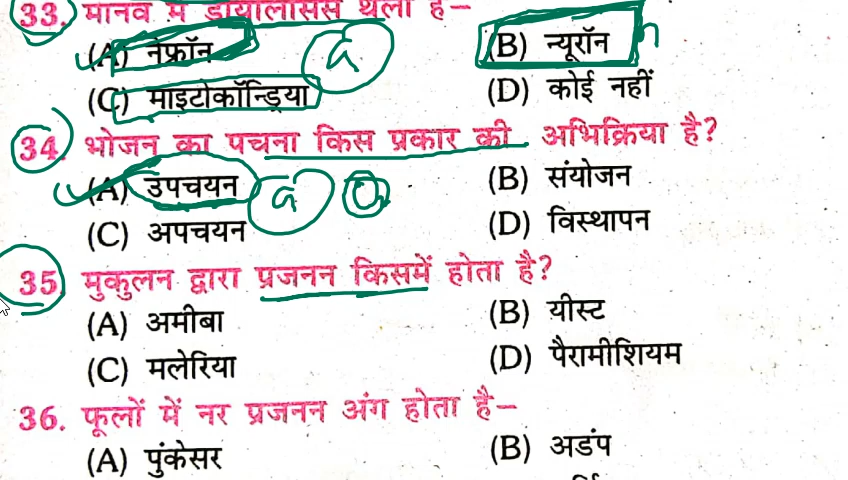 33. मानव में डायलिसिस थैली है–
(A) नेफ्रॉन (B) न्यूरॉन
a
(C) माइटोकॉन्ड्रिया (D) कोई नहीं
34. भोजन का पचना किस प्रकार की अभिक्रिया है?
(A) उपचयन a (B) संयोजन
(C) अपचयन (D) विस्थापन
35. मुकुलन द्वारा प्रजनन किसमें होता है?
(A) अमीबा (B) यीस्ट
(C) मलेरिया (D) पैरामीशियम
36. फूलों में नर प्रजनन अंग होता है–
(A) पुंकेसर (B) अडंप